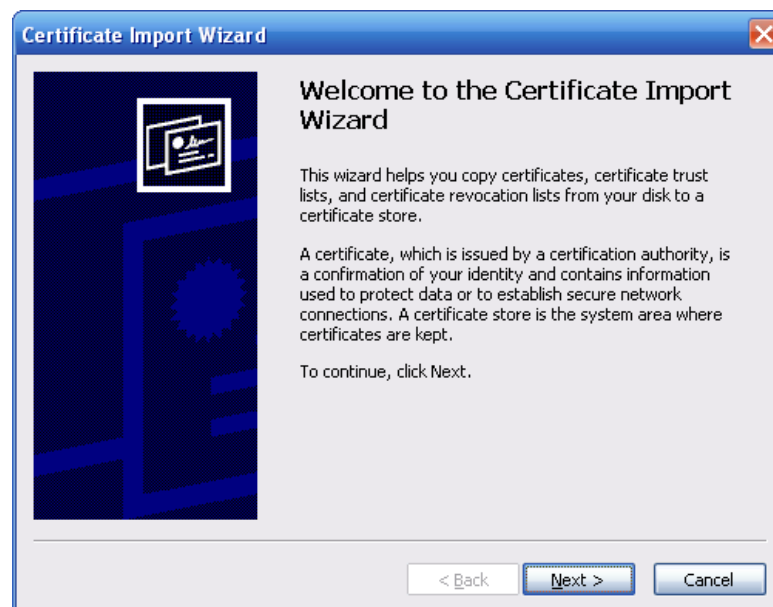 Certificate Import Wizard
Welcome to the Certificate Import
Wizard
This wizard helps you copy certificates, certificate trust
lists, and certificate revocation lists from your disk to a
certificate store.
A certificate, which is issued by a certification authority, is
a confirmation of your identity and contains information
used to protect data or to establish secure network
connections. A certificate store is the system area where
certificates are kept.
To continue, click Next.
< Back
Next >
Cancel